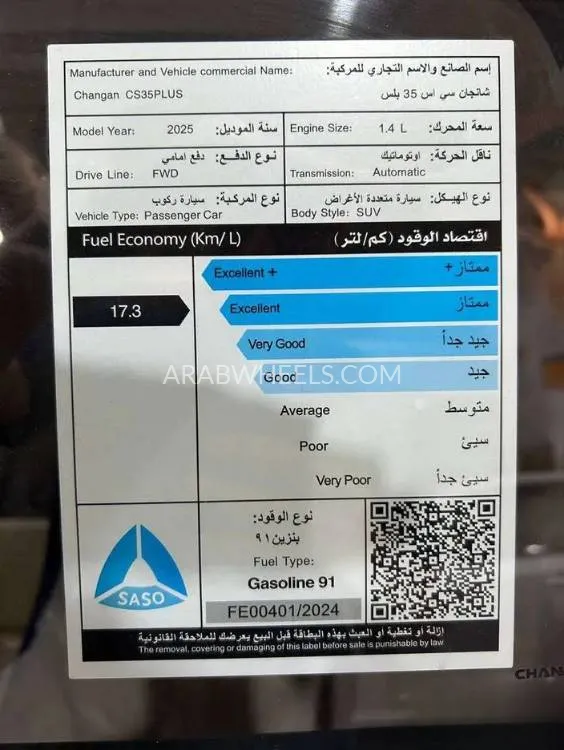 Manufacturer and Vehicle commercial Name: إسم الصانع والاسم التجاري للمركبة:
Changan CS35PLUS شانجان سي اس 35 بلس
Model Year: 2025 سنة الموديل: Engine Size: 1.4 L سعة المحرك:
نوع الدفع: دفع امامي ناقل الحركة: اوتوماتيك
Drive Line: FWD Transmission: Automatic
نوع المركبة: سيارة ركوب نوع الهيكل: سيارة متعددة الأغراض
Vehicle Type: Passenger Car Body Style: SUV
Fuel Economy (Km/ L) اقتصاد الوقود (كم/لتر)
Excellent + ممتاز+
17.3 Excellent ممتاز
Very Good جيد جداً
Good جيد
ARABWHEELS.COM
Average متوسط
Poor سيئ
Very Poor سيئ جداً
نوع الوقود:
بنزين ٩١
Fuel Type:
Gasoline 91
SASO FE00401/2024
إزالة أو تغطية او العبث بهذه البطاقة قبل البيع يعرضك للملاحقة القانونية
The removal, covering or damaging of this label before sale is punishable by law
CHAN